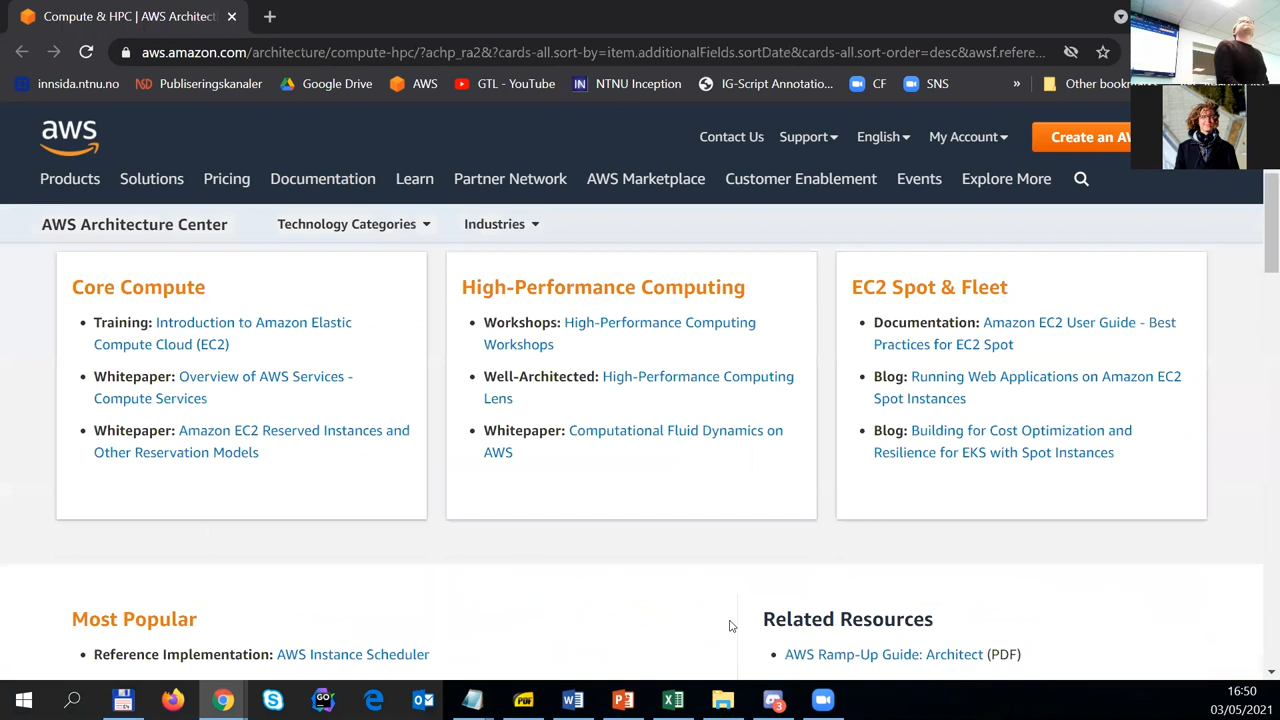 Compute & HPC | AWS Architect
aws.amazon.com/architecture/compute-hpc/?achp_ra2&?cards-all.sort-by=item.additionalFields.sortDate&cards-all.sort-order=desc&awsf.refere...
innsida.ntnu.no
ND Publiseringskanaler
Google Drive
AWS
GTL - YouTube
IN NTNU Inception
IG-Script Annotatio...
CF
SNS
»
Other bookmarks
aws
Contact Us
Support
English
My Account
Create an AW
Products
Solutions
Pricing
Documentation
Learn
Partner Network
AWS Marketplace
Customer Enablement
Events
Explore More
AWS Architecture Center
Technology Categories
Industries
Core Compute
• Training: Introduction to Amazon Elastic
Compute Cloud (EC2)
• Whitepaper: Overview of AWS Services -
Compute Services
• Whitepaper: Amazon EC2 Reserved Instances and
Other Reservation Models
High-Performance Computing
• Workshops: High-Performance Computing
Workshops
• Well-Architected: High-Performance Computing
Lens
• Whitepaper: Computational Fluid Dynamics on
AWS
EC2 Spot & Fleet
• Documentation: Amazon EC2 User Guide - Best
Practices for EC2 Spot
• Blog: Running Web Applications on Amazon EC2
Spot Instances
• Blog: Building for Cost Optimization and
Resilience for EKS with Spot Instances
Most Popular
• Reference Implementation: AWS Instance Scheduler
Related Resources
• AWS Ramp-Up Guide: Architect (PDF)
GO
PDF
3
16:50
03/05/2021